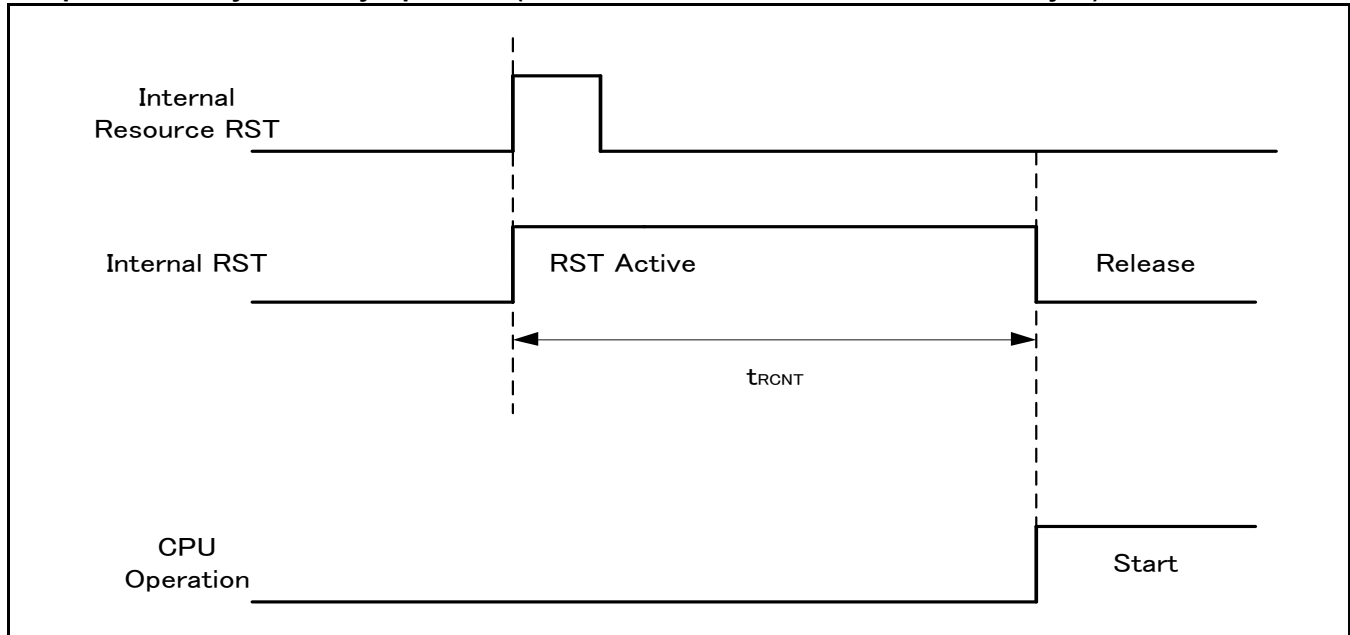 Internal
Resource RST
Internal RST
RST Active
Release
tRCNT
CPU
Operation
Start